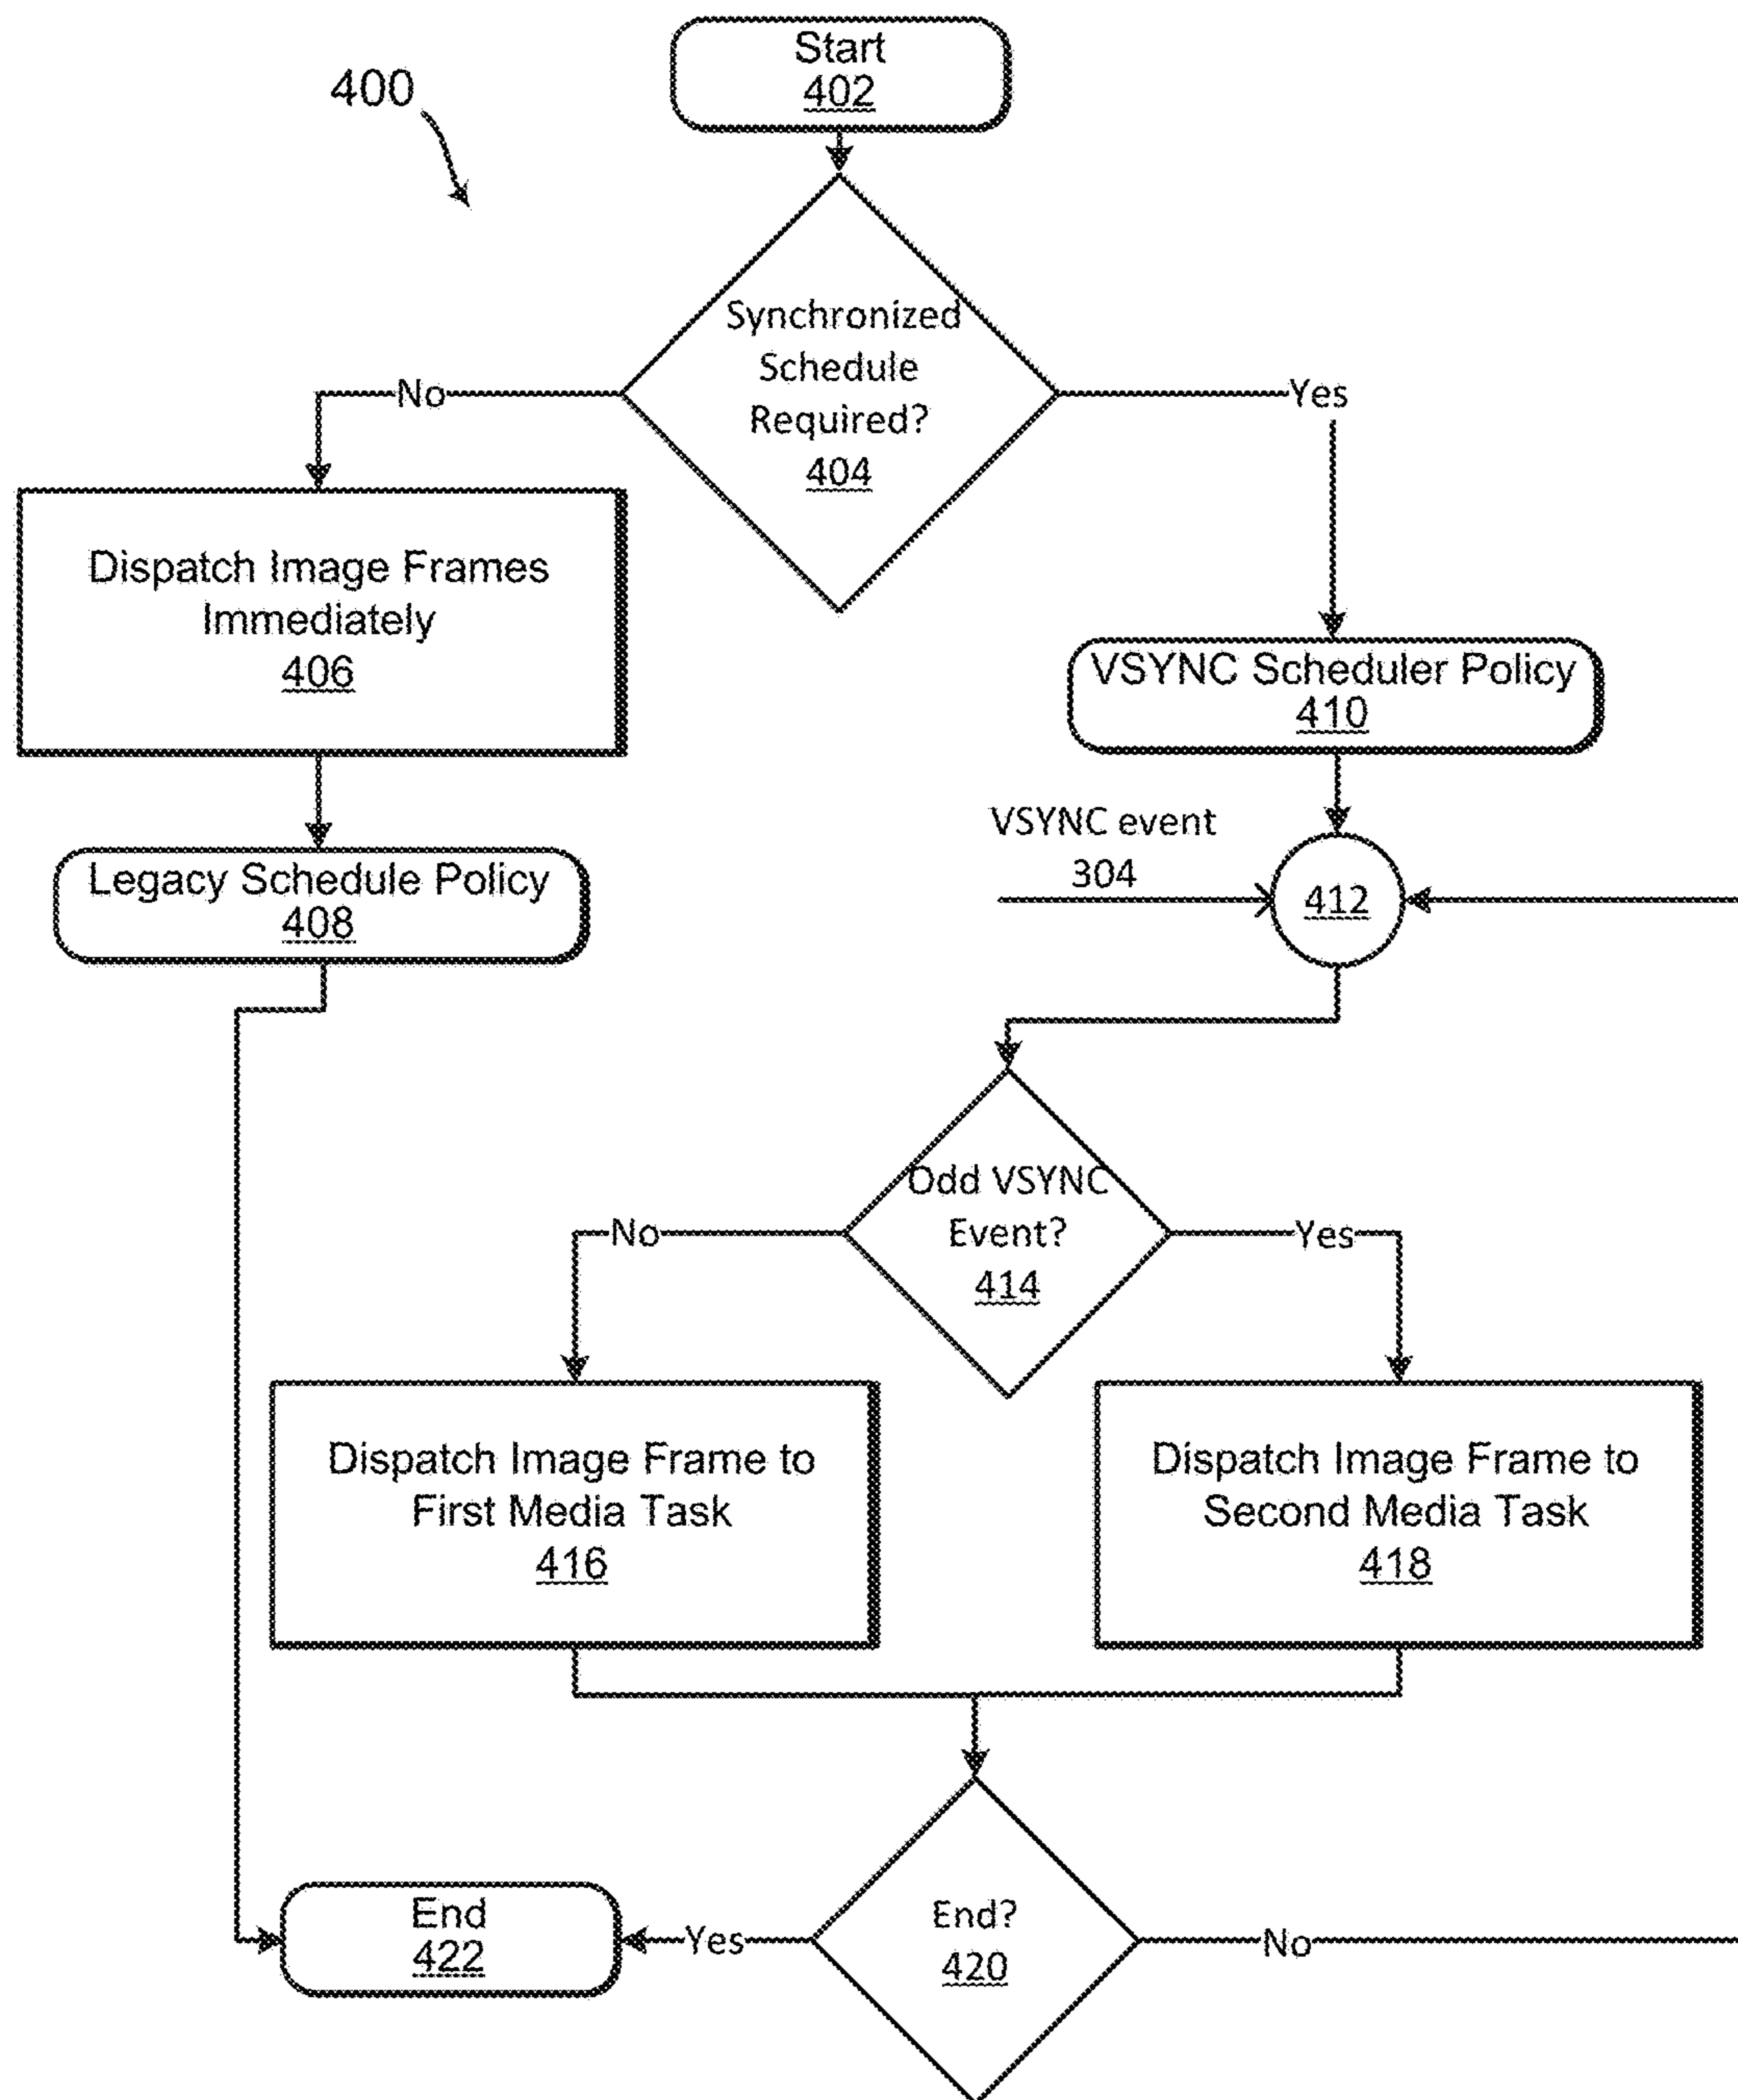 Start
402
400
Synchronized
Schedule
Required?
404
No
Yes
Dispatch Image Frames
Immediately
406
VSYNC Scheduler Policy
410
VSYNC event
304
412
Legacy Schedule Policy
408
Odd VSYNC
Event?
414
No
Yes
Dispatch Image Frame to
First Media Task
416
Dispatch Image Frame to
Second Media Task
418
End
422
Yes
End?
420
No